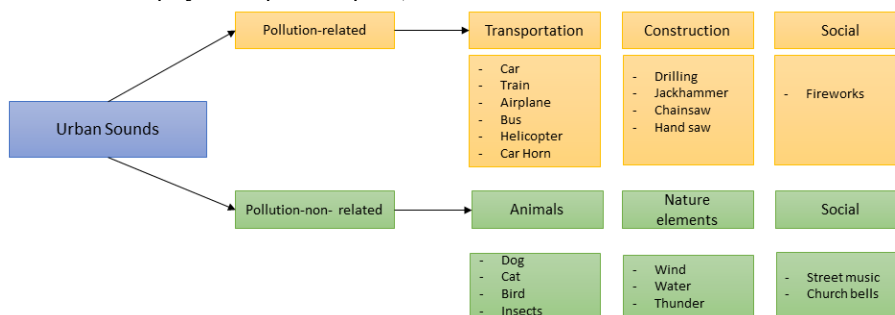 Pollution-related
Transportation
Construction
Social
- Car
- Train
- Airplane
- Bus
- Helicopter
- Car Horn
- Drilling
- Jackhammer
- Chainsaw
- Hand saw
- Fireworks
Urban Sounds
Pollution-non- related
Animals
Nature
elements
Social
- Dog
- Cat
- Bird
- Insects
- Wind
- Water
- Thunder
- Street music
- Church bells